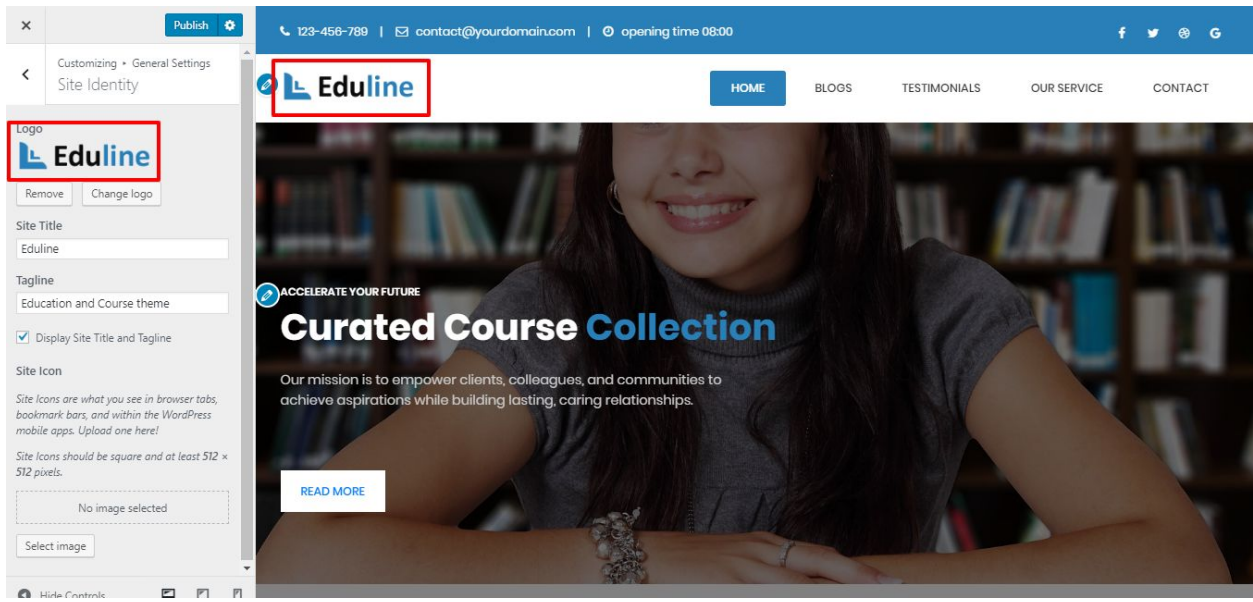 Publish
Customizing • General Settings
Site Identity
Logo
Eduline
Remove
Change logo
Site Title
Eduline
Tagline
Education and Course theme
Display Site Title and Tagline
Site Icon
Site Icons are what you see in browser tabs,
bookmark bars, and within the WordPress
mobile apps. Upload one here!
Site Icons should be square and at least 512 ×
512 pixels.
No image selected
Select image
Hide Controls
123-456-789 | contact@yourdomain.com | opening time 08:00
Eduline
HOME BLOGS TESTIMONIALS OUR SERVICE CONTACT
ACCELERATE YOUR FUTURE
Curated Course Collection
Our mission is to empower clients, colleagues, and communities to
achieve aspirations while building lasting, caring relationships.
READ MORE